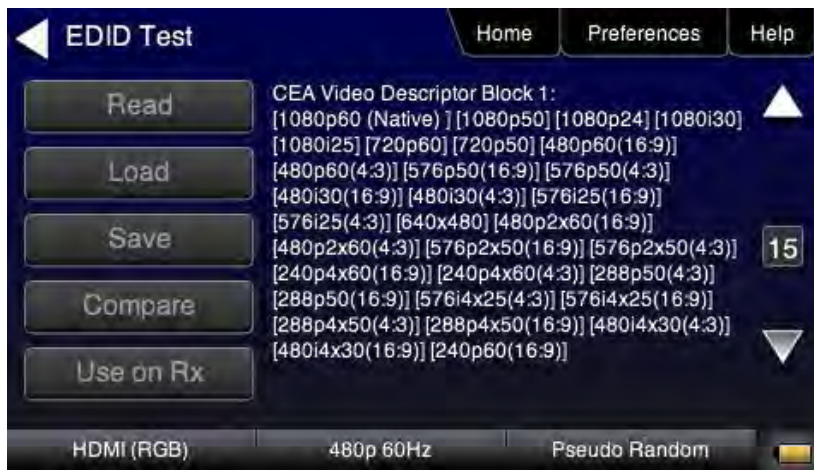 EDID Test
Home
Preferences
Help
Read
Load
Save
Compare
Use on Rx
CEA Video Descriptor Block 1:
[1080p60 (Native) ] [1080p50] [1080p24] [1080i30]
[1080i25] [720p60] [720p50] [480p60(16:9)]
[480p60(4:3)] [576p50(16:9)] [576p50(4:3)]
[480i30(16:9)] [480i30(4:3)] [576i25(16:9)]
[576i25(4:3)] [640x480] [480p2x60(16:9)]
[480p2x60(4:3)] [576p2x50(16:9)] [576p2x50(4:3)]
[240p4x60(16:9)] [240p4x60(4:3)] [288p50(4:3)]
[288p50(16:9)] [576i4x25(4:3)] [576i4x25(16:9)]
[288p4x50(4:3)] [288p4x50(16:9)] [480i4x30(4:3)]
[480i4x30(16:9)] [240p60(16:9)]
15
HDMI (RGB)
480p 60Hz
Pseudo Random